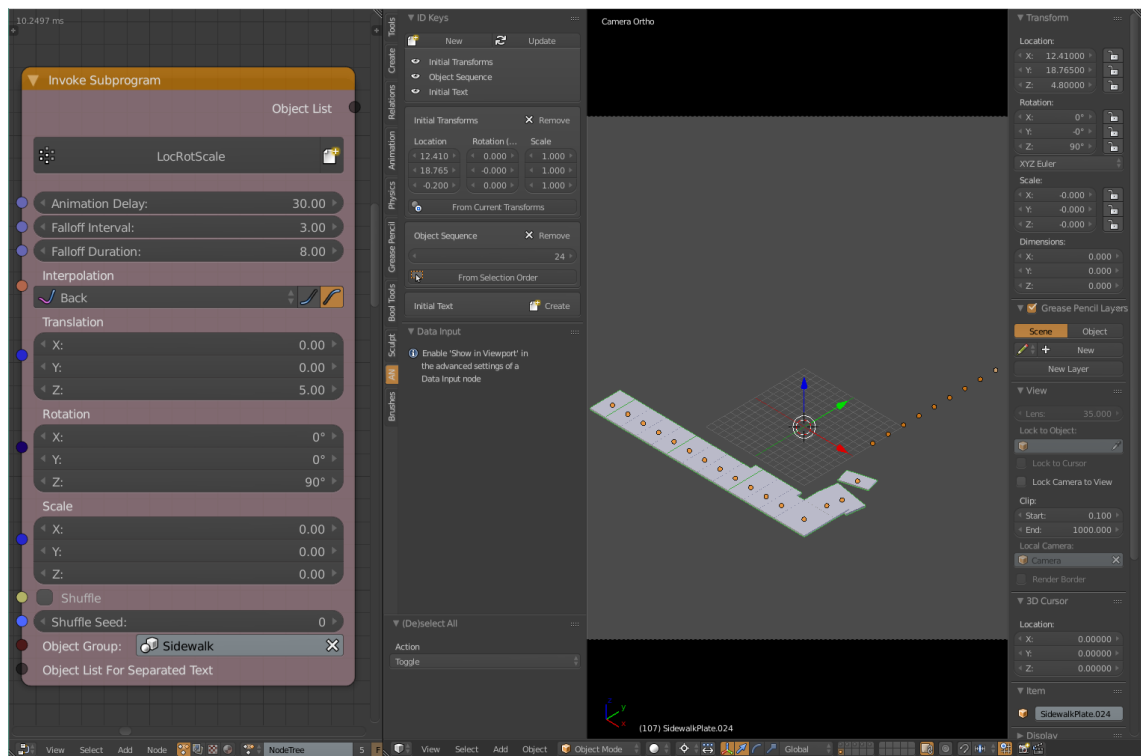 10.2497 ms
Invoke Subprogram
Object List
LocRotScale
Animation Delay: 30.00
Falloff Interval: 3.00
Falloff Duration: 8.00
Interpolation
Back
Translation
X: 0.00
Y: 0.00
Z: 5.00
Rotation
X: 0°
Y: 0°
Z: 90°
Scale
X: 0.00
Y: 0.00
Z: 0.00
Shuffle
Shuffle Seed: 0
Object Group: Sidewalk
Object List For Separated Text
View Select Add Node NodeTree 5 F
Tools
Create
Relations
Animation
Physics
Grease Pencil
Bool Tools
Sculpt
AN
Brushes
ID Keys
New Update
Initial Transforms
Object Sequence
Initial Text
Initial Transforms Remove
Location Rotation (... Scale
12.410 0.000 1.000
18.765 -0.000 1.000
-0.200 0.000 1.000
From Current Transforms
Object Sequence Remove
24
From Selection Order
Initial Text Create
Data Input
Enable 'Show in Viewport' in
the advanced settings of a
Data Input node
(De)select All
Action
Toggle
Camera Ortho
z
y
x
(107) SidewalkPlate.024
View Select Add Object Object Mode Global
Transform
Location:
X: 12.41000
Y: 18.76500
Z: 4.80000
Rotation:
X: 0°
Y: -0°
Z: 90°
XYZ Euler
Scale:
X: -0.000
Y: -0.000
Z: -0.000
Dimensions:
X: 0.000
Y: 0.000
Z: 0.000
Grease Pencil Layers
Scene Object
New
New Layer
View
Lens: 35.000
Lock to Object:
Lock to Cursor
Lock Camera to View
Clip:
Start: 0.100
End: 1000.000
Local Camera:
Camera
Render Border
3D Cursor
Location:
X: 0.00000
Y: 0.00000
Z: 0.00000
Item
SidewalkPlate.024
Display